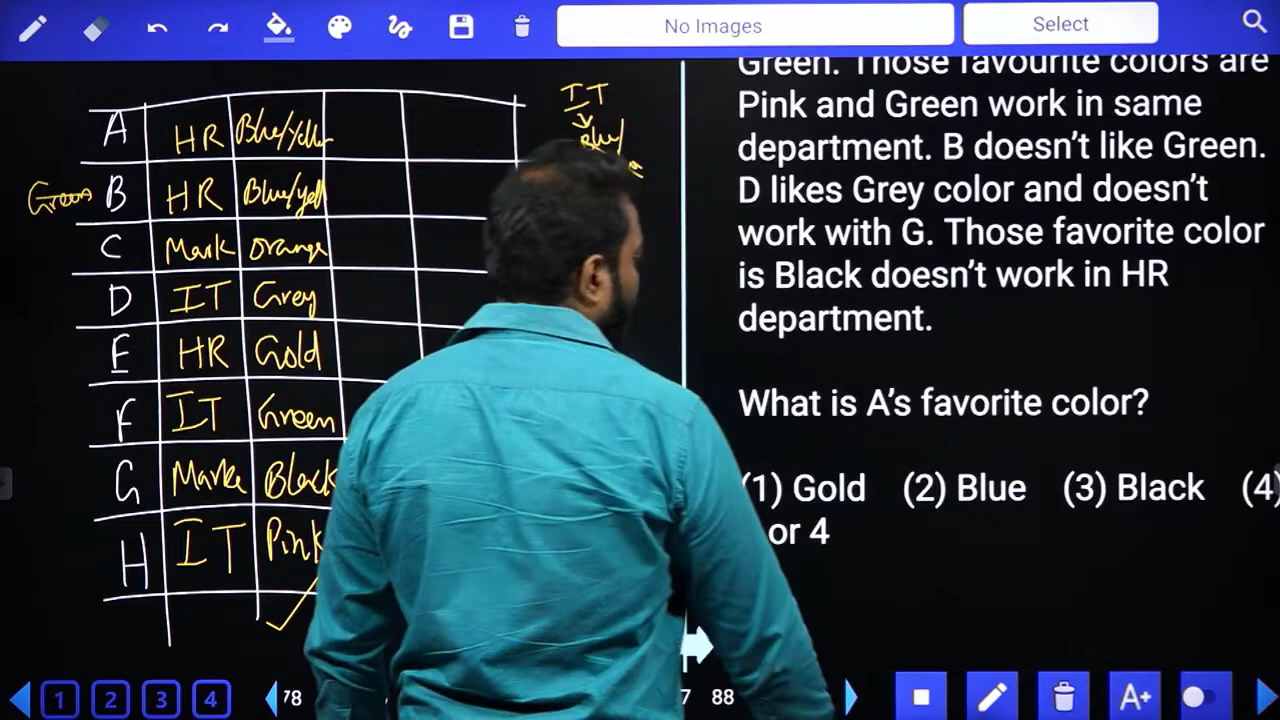 No Images
Select
A HR Blue/Yellow
Green B HR Blue/Yell
C Mark Orange
D IT Grey
E HR Gold
F IT Green
G Marke Black
H IT Pink
IT
Blue/
Green. Those favourite colors are
Pink and Green work in same
department. B doesn't like Green.
D likes Grey color and doesn't
work with G. Those favorite color
is Black doesn't work in HR
department.
What is A's favorite color?
(1) Gold (2) Blue (3) Black (4)
or 4
1 2 3 4 78 7 88
A+